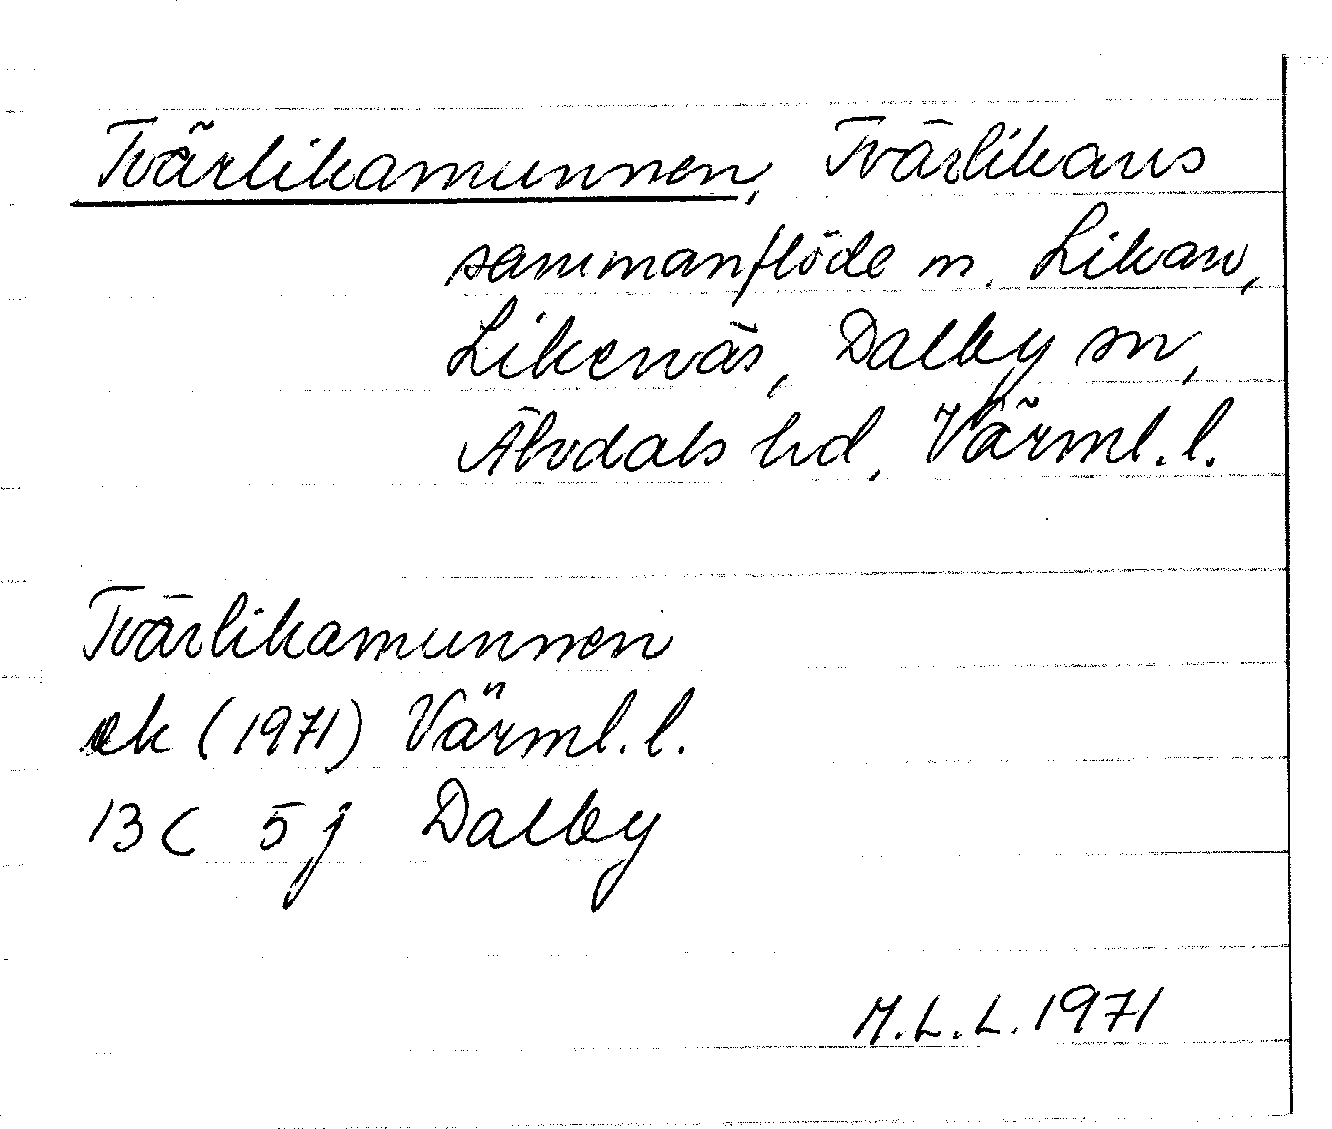 Tvärlikamunnen, Tvärlikans
sammanflöde m. Likan,
Likenäs, Dalby sn,
Älvdals hd, Värml. l.
Tvärlikamunnen
ek (1971) Värml. l.
13 C 5 j Dalby
M.L.L. 1971